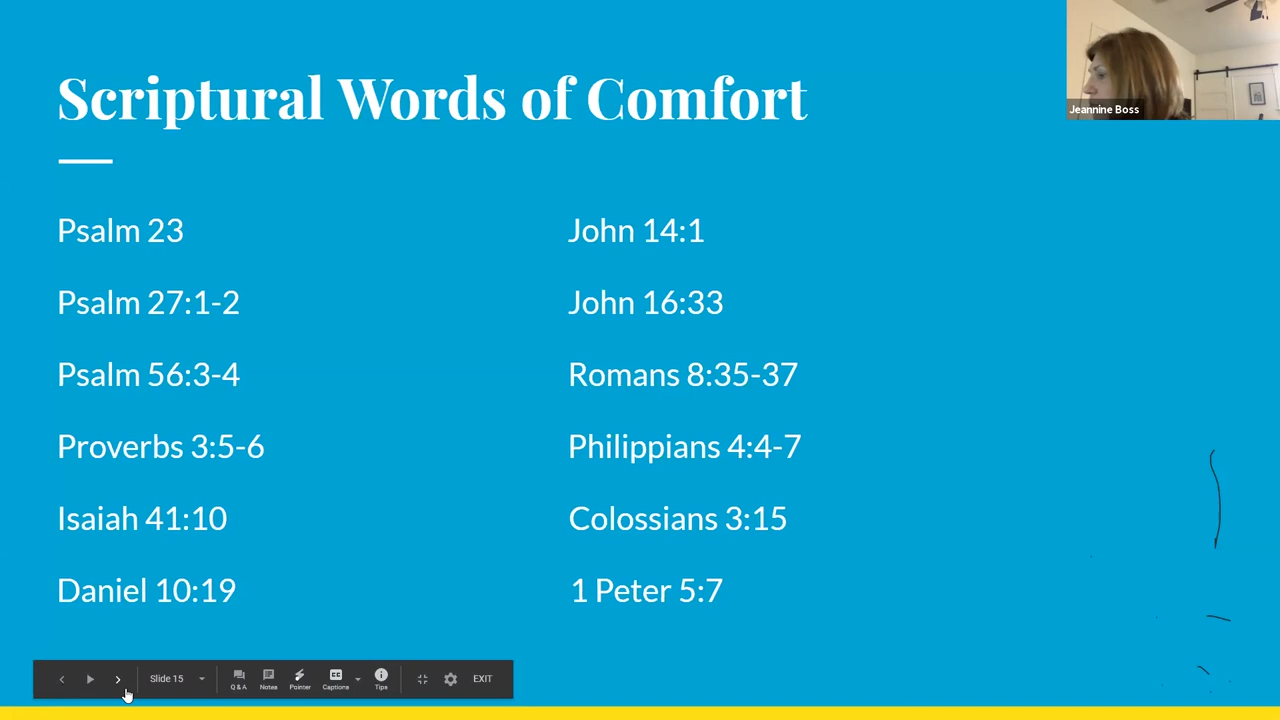 Scriptural Words of Comfort
Jeannine Boss
Psalm 23
Psalm 27:1-2
Psalm 56:3-4
Proverbs 3:5-6
Isaiah 41:10
Daniel 10:19
John 14:1
John 16:33
Romans 8:35-37
Philippians 4:4-7
Colossians 3:15
1 Peter 5:7
Slide 15
Q & A
Notes
Pointer
CC
Captions
Tips
EXIT